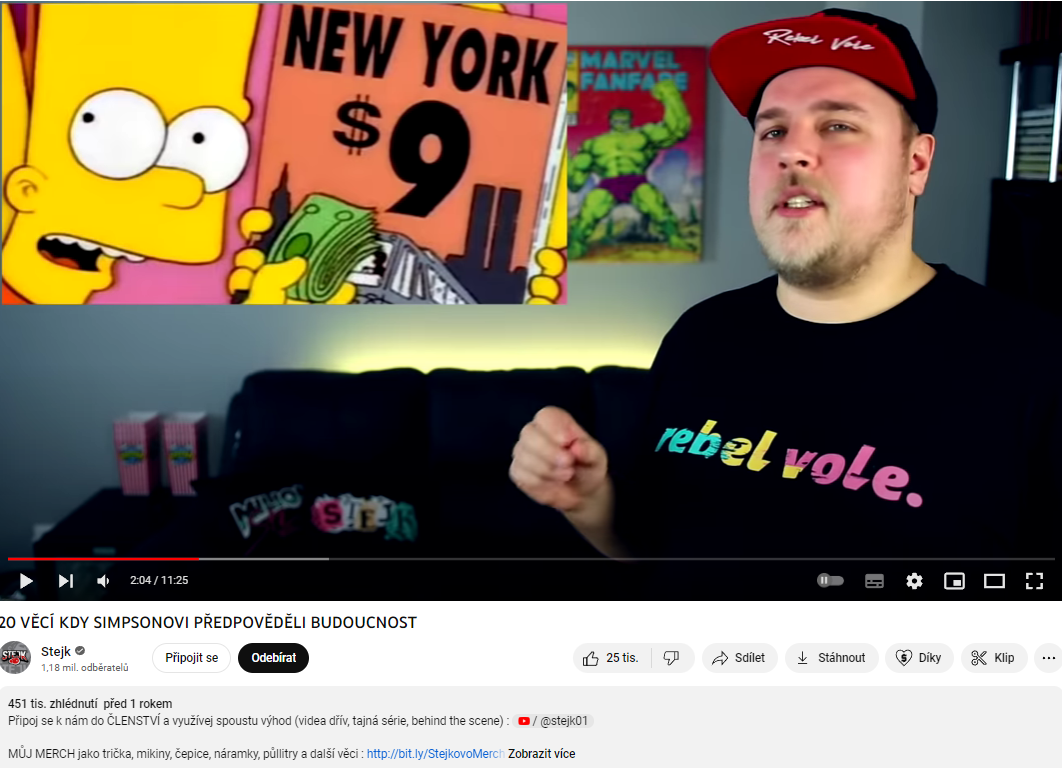 NEW YORK
$9
Rebel Vole
MARVEL
FANFARE
rebel vole.
STEJK
2:04 / 11:25
20 VĚCÍ KDY SIMPSONOVI PŘEDPOVĚDĚLI BUDOUCNOST
STEJK
Stejk
1,18 mil. odběratelů
Připojit se
Odebírat
25 tis.
Sdílet
Stáhnout
Díky
Klip
451 tis. zhlédnutí před 1 rokem
Připoj se k nám do ČLENSTVÍ a využívej spoustu výhod (videa dřív, tajná série, behind the scene) : / @stejk01
MŮJ MERCH jako trička, mikiny, čepice, náramky, půllitry a další věci : http://bit.ly/StejkovoMerch Zobrazit více